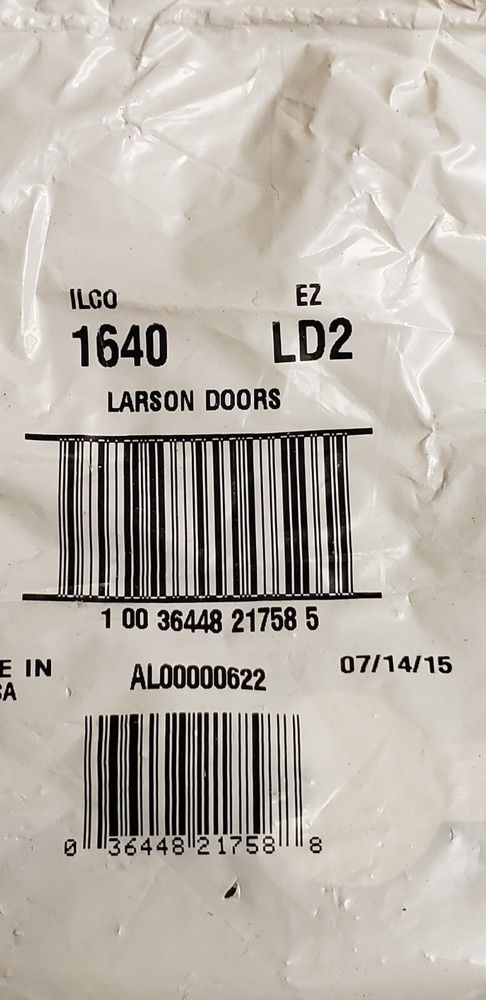 ILCO EZ
1640 LD2
LARSON DOORS
1 00 36448 21758 5
E IN
A
AL00000622
07/14/15
0 36448 21758 8